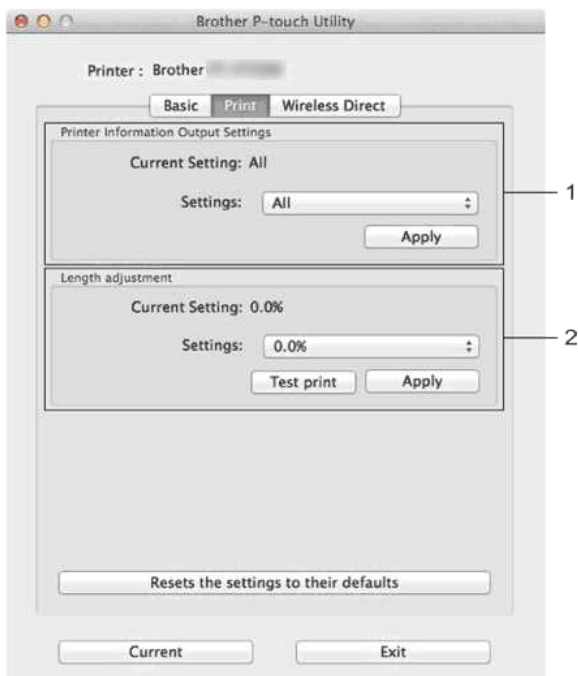 Brother P-touch Utility
Printer : Brother
Basic Print Wireless Direct
Printer Information Output Settings
Current Setting: All
Settings: All
1
Apply
Length adjustment
Current Setting: 0.0%
Settings: 0.0%
2
Test print Apply
Resets the settings to their defaults
Current Exit